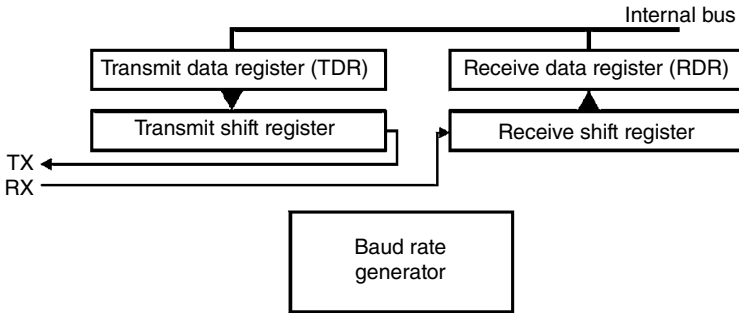 Internal bus
Transmit data register (TDR)
Receive data register (RDR)
Transmit shift register
Receive shift register
TX
RX
Baud rate
generator